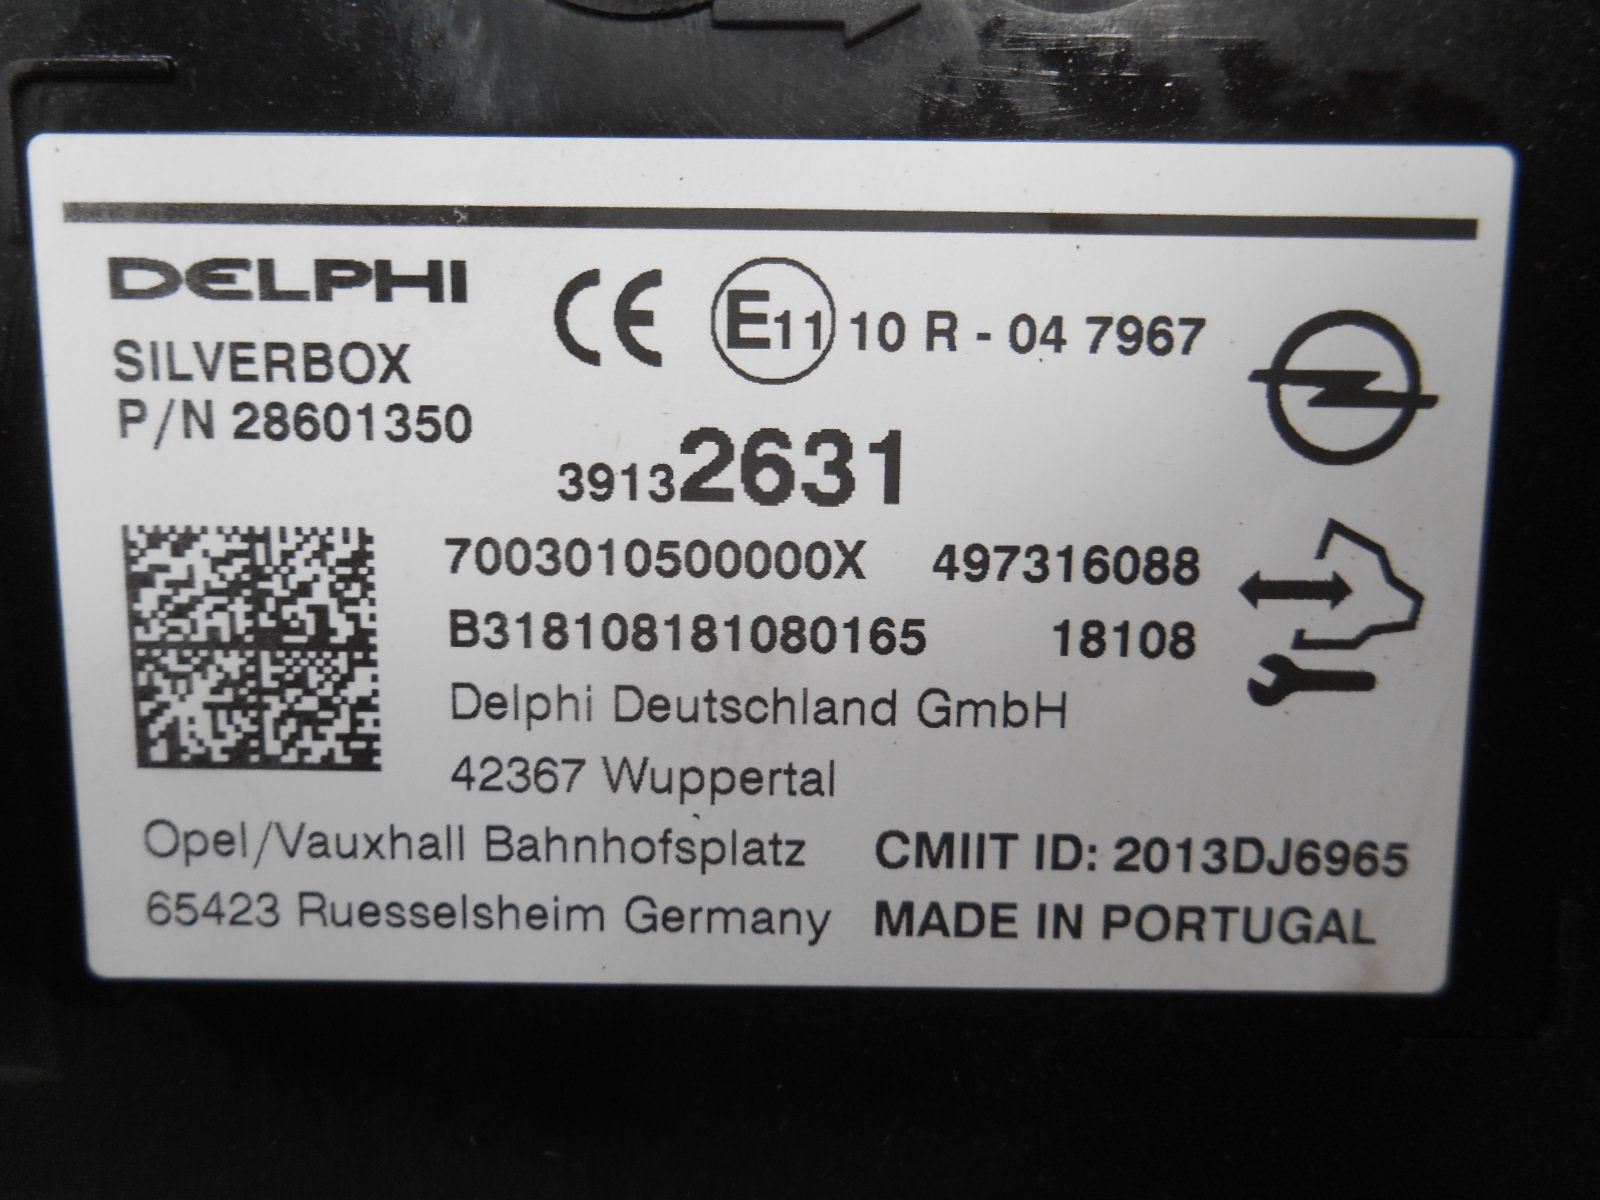 DELPHI
SILVERBOX
P/N 28601350
CE E11 10 R - 04 7967
39132631
7003010500000X 497316088
B318108181080165 18108
Delphi Deutschland GmbH
42367 Wuppertal
Opel/Vauxhall Bahnhofsplatz
65423 Ruesselsheim Germany
CMIIT ID: 2013DJ6965
MADE IN PORTUGAL